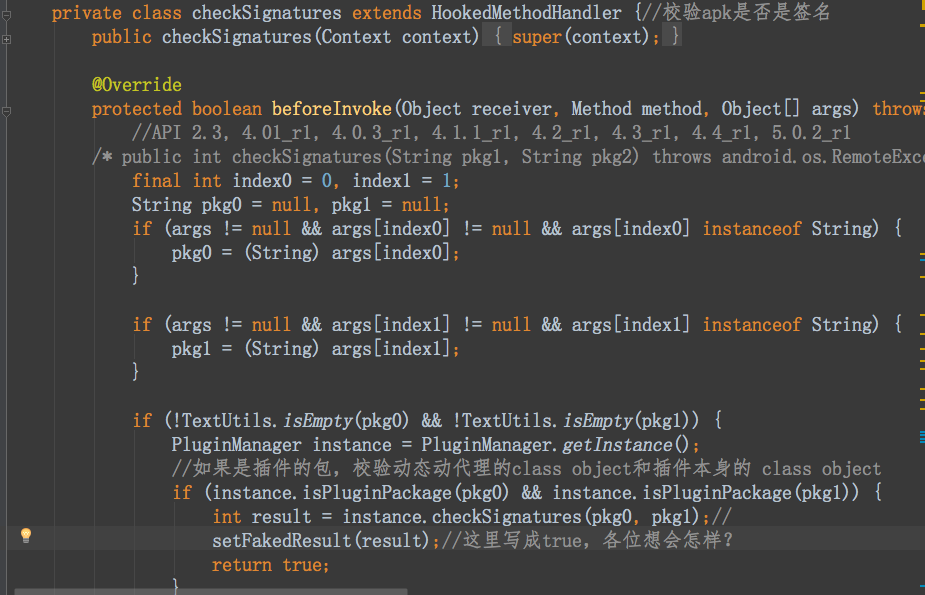 private class checkSignatures extends HookedMethodHandler {//校验apk是否是签名
public checkSignatures(Context context) { super(context); }
@Override
protected boolean beforeInvoke(Object receiver, Method method, Object[] args) throws
//API 2.3, 4.01_r1, 4.0.3_r1, 4.1.1_r1, 4.2_r1, 4.3_r1, 4.4_r1, 5.0.2_r1
/* public int checkSignatures(String pkg1, String pkg2) throws android.os.RemoteExce
final int index0 = 0, index1 = 1;
String pkg0 = null, pkg1 = null;
if (args != null && args[index0] != null && args[index0] instanceof String) {
pkg0 = (String) args[index0];
}
if (args != null && args[index1] != null && args[index1] instanceof String) {
pkg1 = (String) args[index1];
}
if (!TextUtils.isEmpty(pkg0) && !TextUtils.isEmpty(pkg1)) {
PluginManager instance = PluginManager.getInstance();
//如果是插件的包，校验动态动代理的class object和插件本身的 class object
if (instance.isPluginPackage(pkg0) && instance.isPluginPackage(pkg1)) {
int result = instance.checkSignatures(pkg0, pkg1);//
setFakedResult(result);//这里写成true，各位想会怎样？
return true;
}